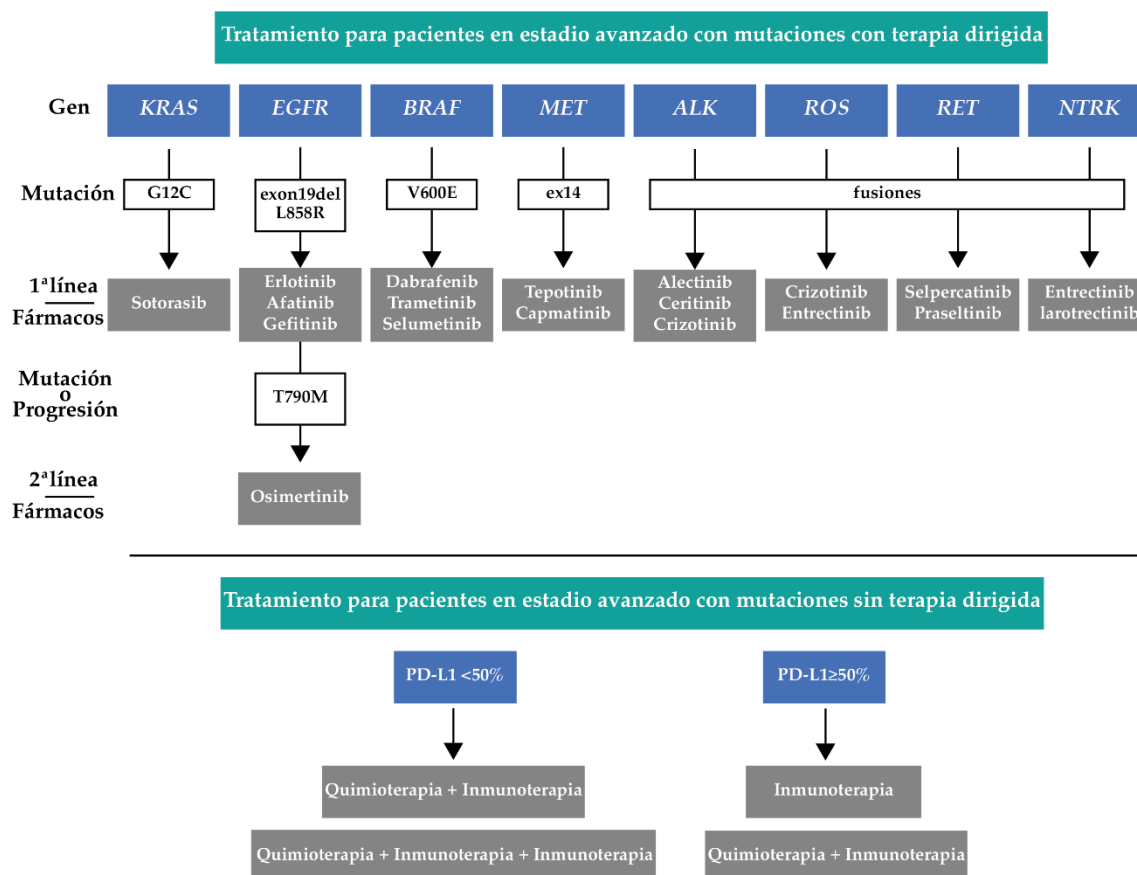 Tratamiento para pacientes en estadio avanzado con mutaciones con terapia dirigida
Gen
KRAS
EGFR
BRAF
MET
ALK
ROS
RET
NTRK
Mutación
G12C
exon19del
L858R
V600E
ex14
fusiones
1ª línea
Fármacos
Sotorasib
Erlotinib
Afatinib
Gefitinib
Dabrafenib
Trametinib
Selumetinib
Tepotinib
Capmatinib
Alectinib
Ceritinib
Crizotinib
Crizotinib
Entrectinib
Selpercatinib
Praseltinib
Entrectinib
larotrectinib
Mutación
o
Progresión
T790M
2ª línea
Fármacos
Osimertinib
Tratamiento para pacientes en estadio avanzado con mutaciones sin terapia dirigida
PD-L1 <50%
PD-L1≥50%
Quimioterapia + Inmunoterapia
Inmunoterapia
Quimioterapia + Inmunoterapia + Inmunoterapia
Quimioterapia + Inmunoterapia